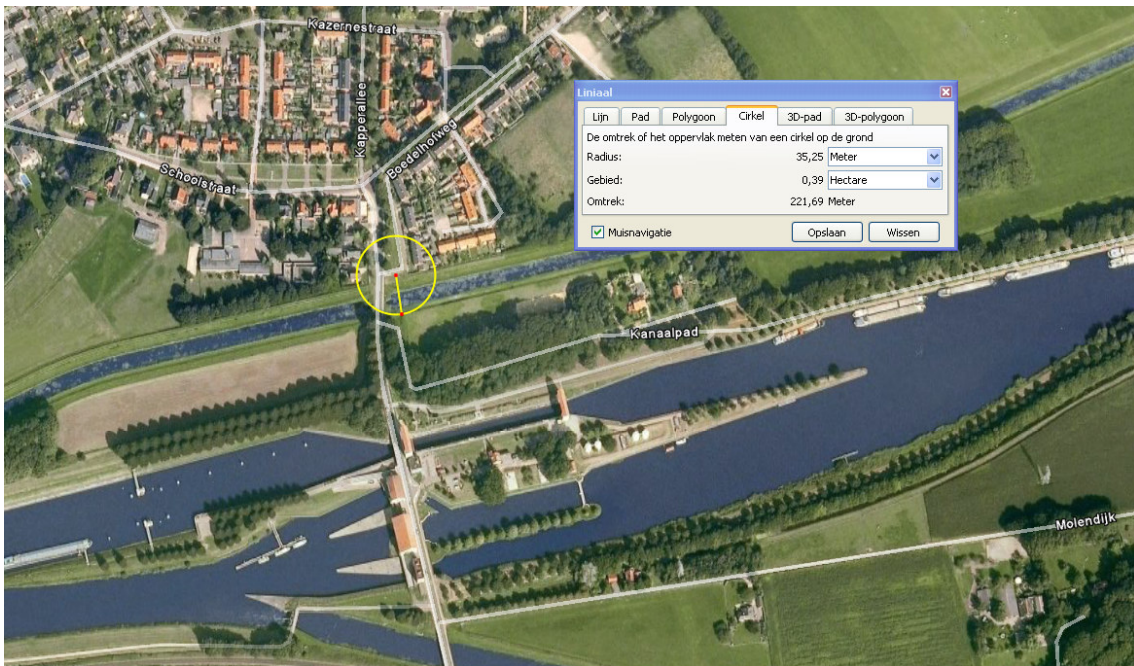 Kazernestraat
Kapperallee
Boedelhofweg
Schoolstraat
Liniaal
Lijn Pad Polygoon Cirkel 3D-pad 3D-polygoon
De omtrek of het oppervlak meten van een cirkel op de grond
Radius: 35,25 Meter
Gebied: 0,39 Hectare
Omtrek: 221,69 Meter
Muisnavigatie Opslaan Wissen
Kanaalpad
Molendijk